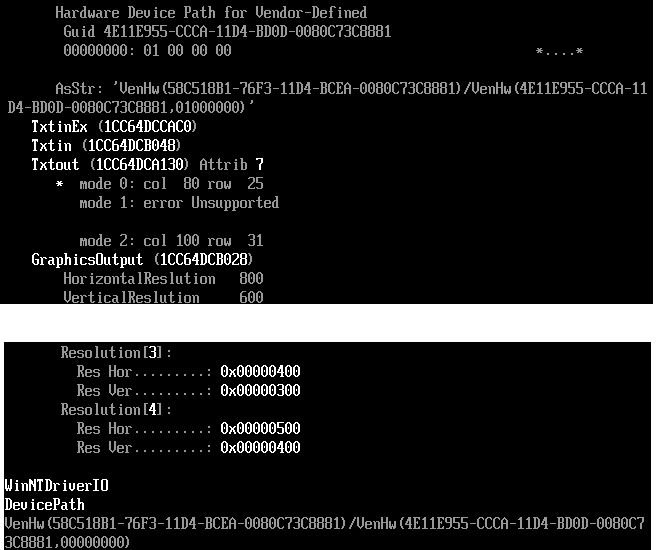 Hardware Device Path for Vendor-Defined
Guid 4E11E955-CCCA-11D4-BD0D-0080C73C8881
00000000: 01 00 00 00 *....*
AsStr: 'VenHw(58C518B1-76F3-11D4-BCEA-0080C73C8881)/VenHw(4E11E955-CCCA-11
D4-BD0D-0080C73C8881,01000000)'
TxtinEx (1CC64DCCAC0)
Txtin (1CC64DCB048)
Txtout (1CC64DCA130) Attrib 7
* mode 0: col 80 row 25
mode 1: error Unsupported
mode 2: col 100 row 31
GraphicsOutput (1CC64DCB028)
HorizontalReslution 800
VerticalReslution 600
Resolution[3]:
Res Hor.........: 0x00000400
Res Ver.........: 0x00000300
Resolution[4]:
Res Hor.........: 0x00000500
Res Ver.........: 0x00000400
WinNTDriverIO
DevicePath
VenHw(58C518B1-76F3-11D4-BCEA-0080C73C8881)/VenHw(4E11E955-CCCA-11D4-BD0D-0080C7
3C8881,00000000)